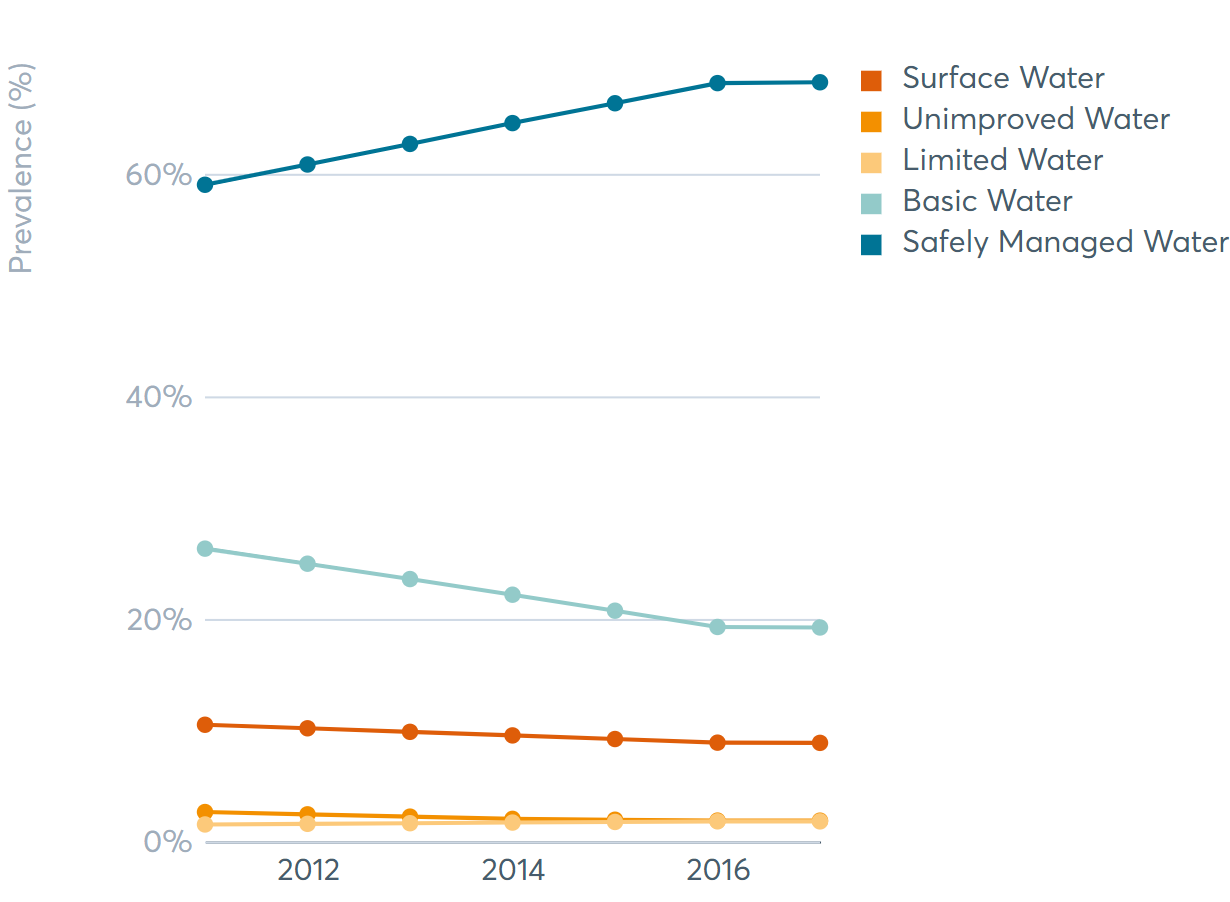 Prevalence (%)
60%
40%
20%
0%
2012
2014
2016
Surface Water
Unimproved Water
Limited Water
Basic Water
Safely Managed Water